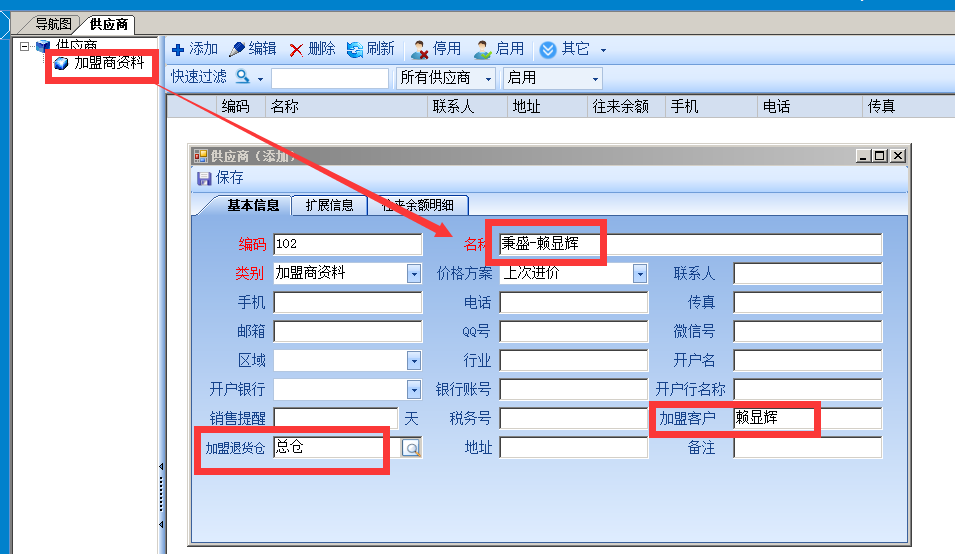 导航图 供应商
供应商
加盟商资料
添加 编辑 删除 刷新 停用 启用 其它
快速过滤 所有供应商 启用
编码 名称 联系人 地址 往来余额 手机 电话 传真
供应商（添加）
保存
基本信息 扩展信息 往来余额明细
编码 102 名称 秉盛-赖显辉
类别 加盟商资料 价格方案 上次进价 联系人
手机 电话 传真
邮箱 QQ号 微信号
区域 行业 开户名
开户银行 银行账号 开户行名称
销售提醒 天 税务号 加盟客户 赖显辉
加盟退货仓 总仓 地址 备注